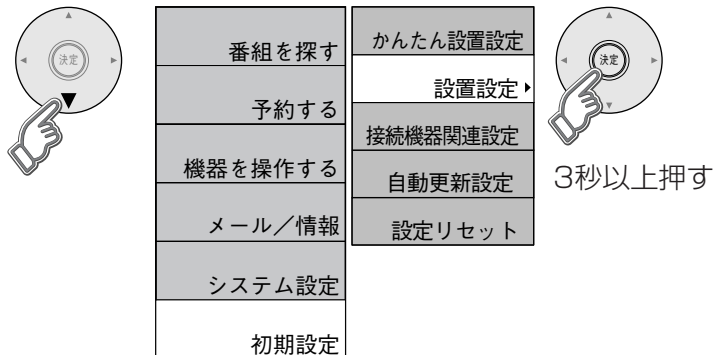 決定
番組を探す
予約する
機器を操作する
メール／情報
システム設定
初期設定
かんたん設置設定
設置設定
接続機器関連設定
自動更新設定
設定リセット
決定
3秒以上押す